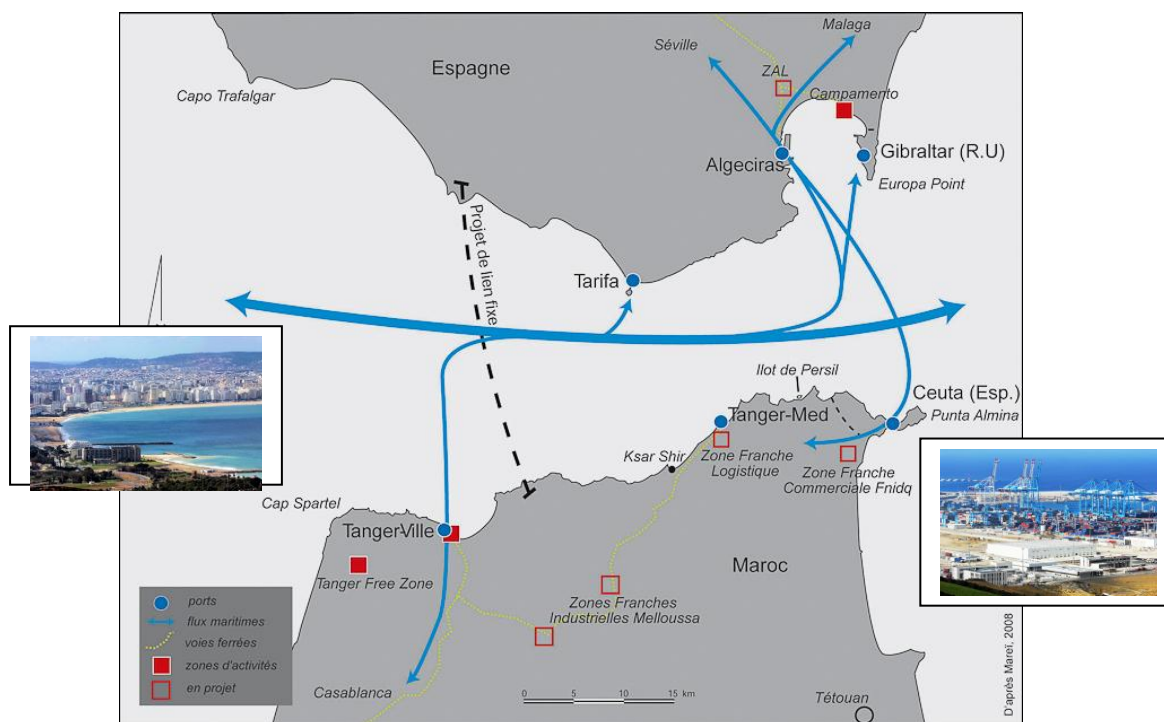 Séville
Malaga
Espagne
ZAL
Campamento
Capo Trafalgar
Algeciras
Gibraltar (R.U)
Europa Point
Projet de lien fixe
Tarifa
Ilot de Persil
Ceuta (Esp.)
Punta Almina
Tanger-Med
Ksar Shir
Zone Franche
Logistique
Zone Franche
Commerciale Fnidq
Cap Spartel
Tanger-Ville
Maroc
Tanger Free Zone
Zones Franches
Industrielles Melloussa
ports
flux maritimes
voies ferrées
zones d'activités
en projet
Casablanca
0 5 10 15 km
Tétouan
D'après Mareï, 2008